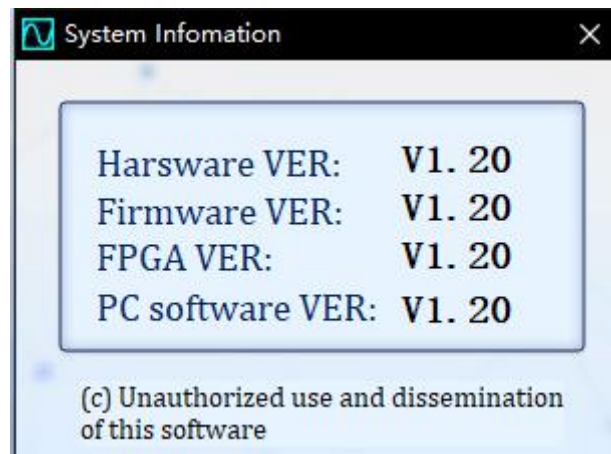 System Infomation
Harsware VER: V1. 20
Firmware VER: V1. 20
FPGA VER: V1. 20
PC software VER: V1. 20
(c) Unauthorized use and dissemination
of this software